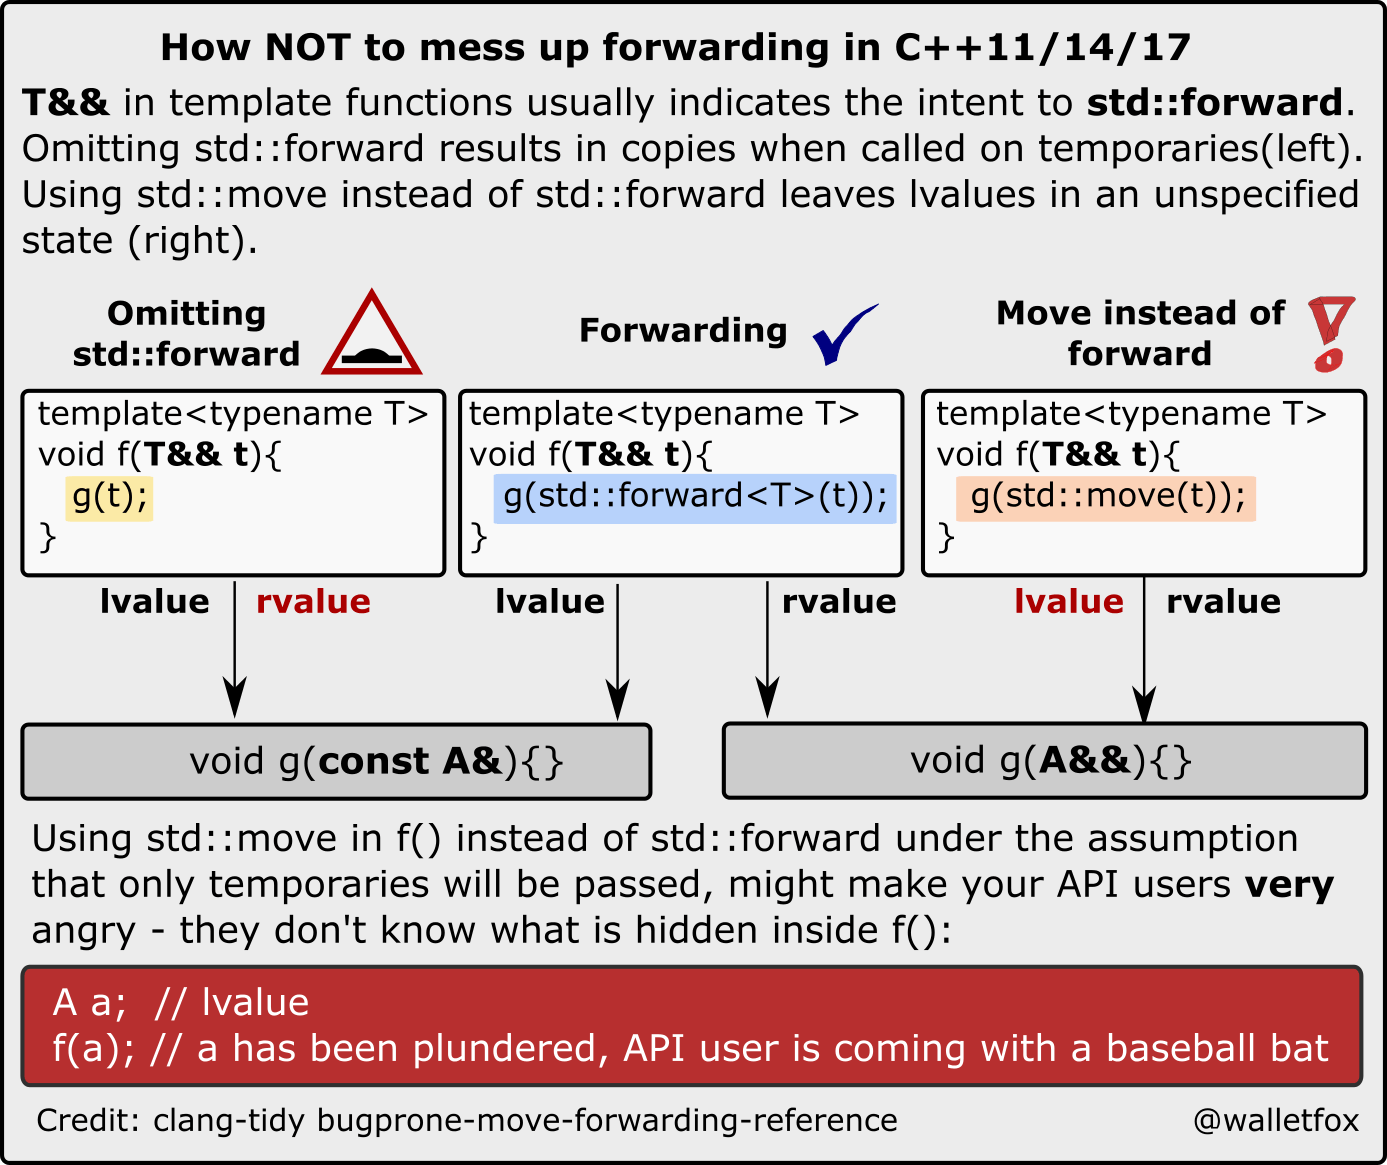 How NOT to mess up forwarding in C++11/14/17
T&& in template functions usually indicates the intent to std::forward.
Omitting std::forward results in copies when called on temporaries(left).
Using std::move instead of std::forward leaves lvalues in an unspecified
state (right).
Omitting
std::forward
Forwarding
Move instead of
forward
template<typename T>
void f(T&& t){
g(t);
}
template<typename T>
void f(T&& t){
g(std::forward<T>(t));
}
template<typename T>
void f(T&& t){
g(std::move(t));
}
lvalue rvalue
lvalue rvalue
lvalue rvalue
void g(const A&){}
void g(A&&){}
Using std::move in f() instead of std::forward under the assumption
that only temporaries will be passed, might make your API users very
angry - they don't know what is hidden inside f():
A a;  // lvalue
f(a); // a has been plundered, API user is coming with a baseball bat
Credit: clang-tidy bugprone-move-forwarding-reference
@walletfox